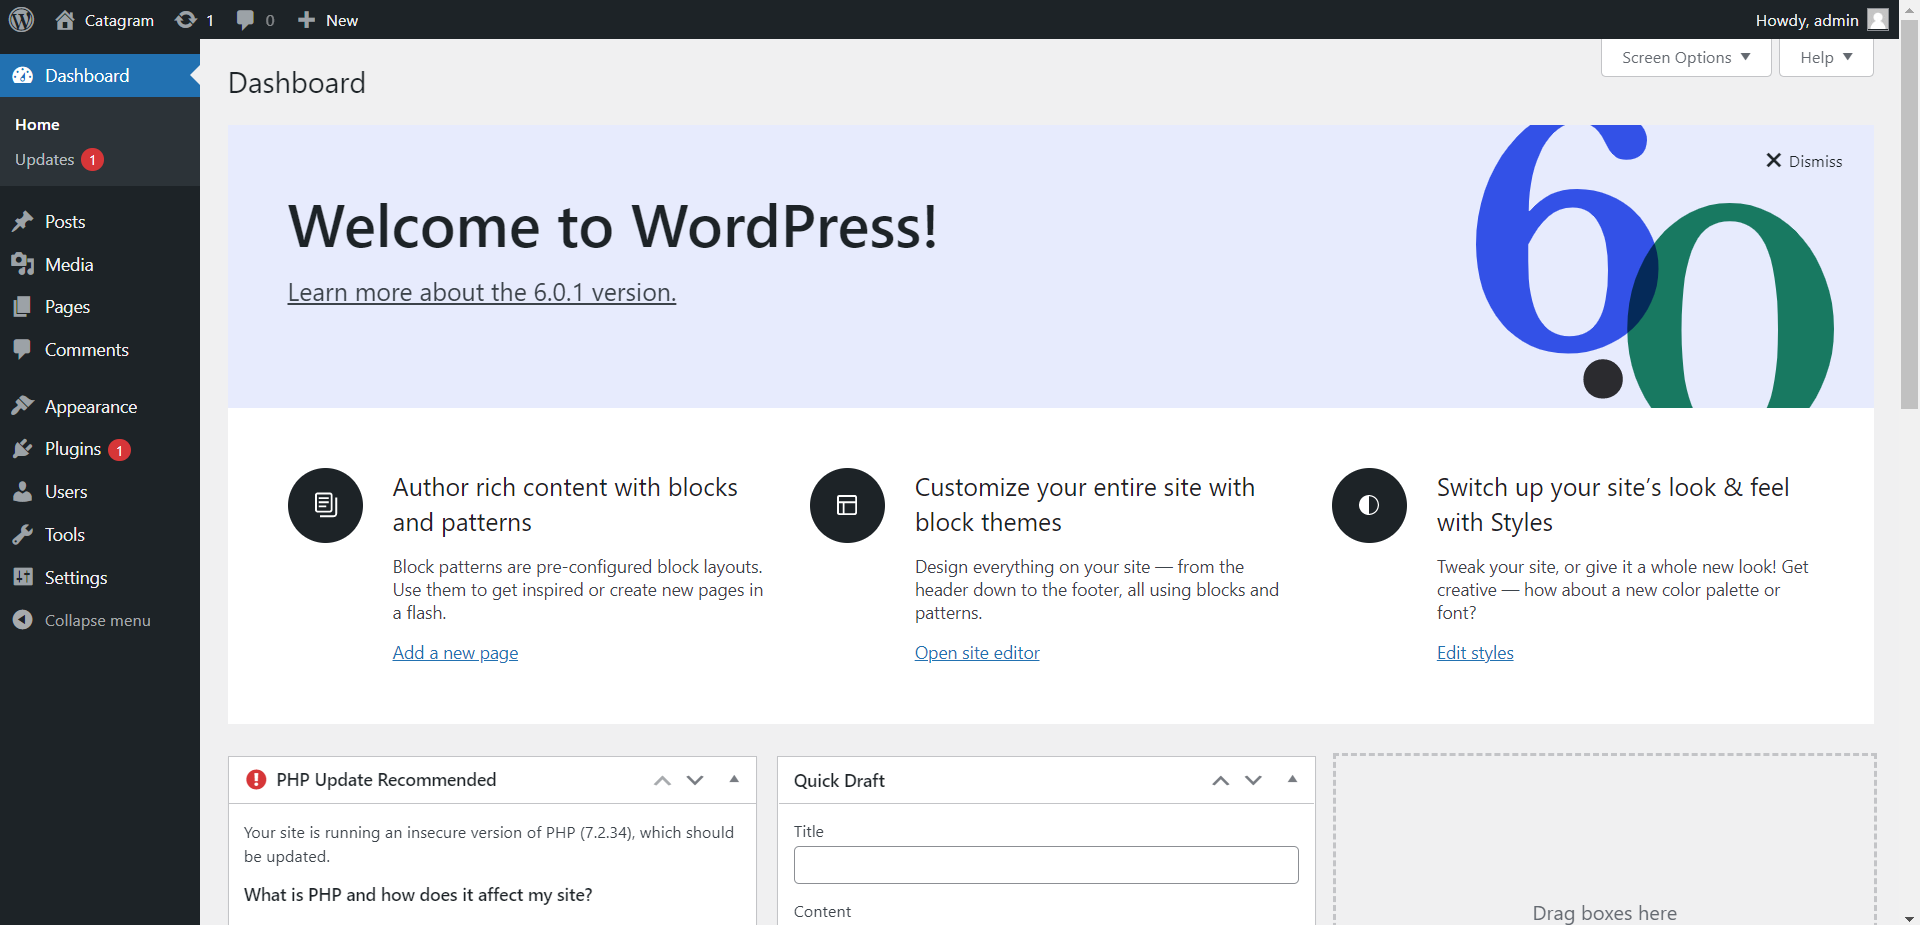 Catagram
1
0
New
Howdy, admin
Dashboard
Home
Updates 1
Posts
Media
Pages
Comments
Appearance
Plugins 1
Users
Tools
Settings
Collapse menu
Screen Options
Help
Dashboard
Dismiss
Welcome to WordPress!
Learn more about the 6.0.1 version.
6.0
Author rich content with blocks
and patterns
Block patterns are pre-configured block layouts.
Use them to get inspired or create new pages in
a flash.
Add a new page
Customize your entire site with
block themes
Design everything on your site — from the
header down to the footer, all using blocks and
patterns.
Open site editor
Switch up your site’s look & feel
with Styles
Tweak your site, or give it a whole new look! Get
creative — how about a new color palette or
font?
Edit styles
PHP Update Recommended
Your site is running an insecure version of PHP (7.2.34), which should
be updated.
What is PHP and how does it affect my site?
Quick Draft
Title
Content
Drag boxes here